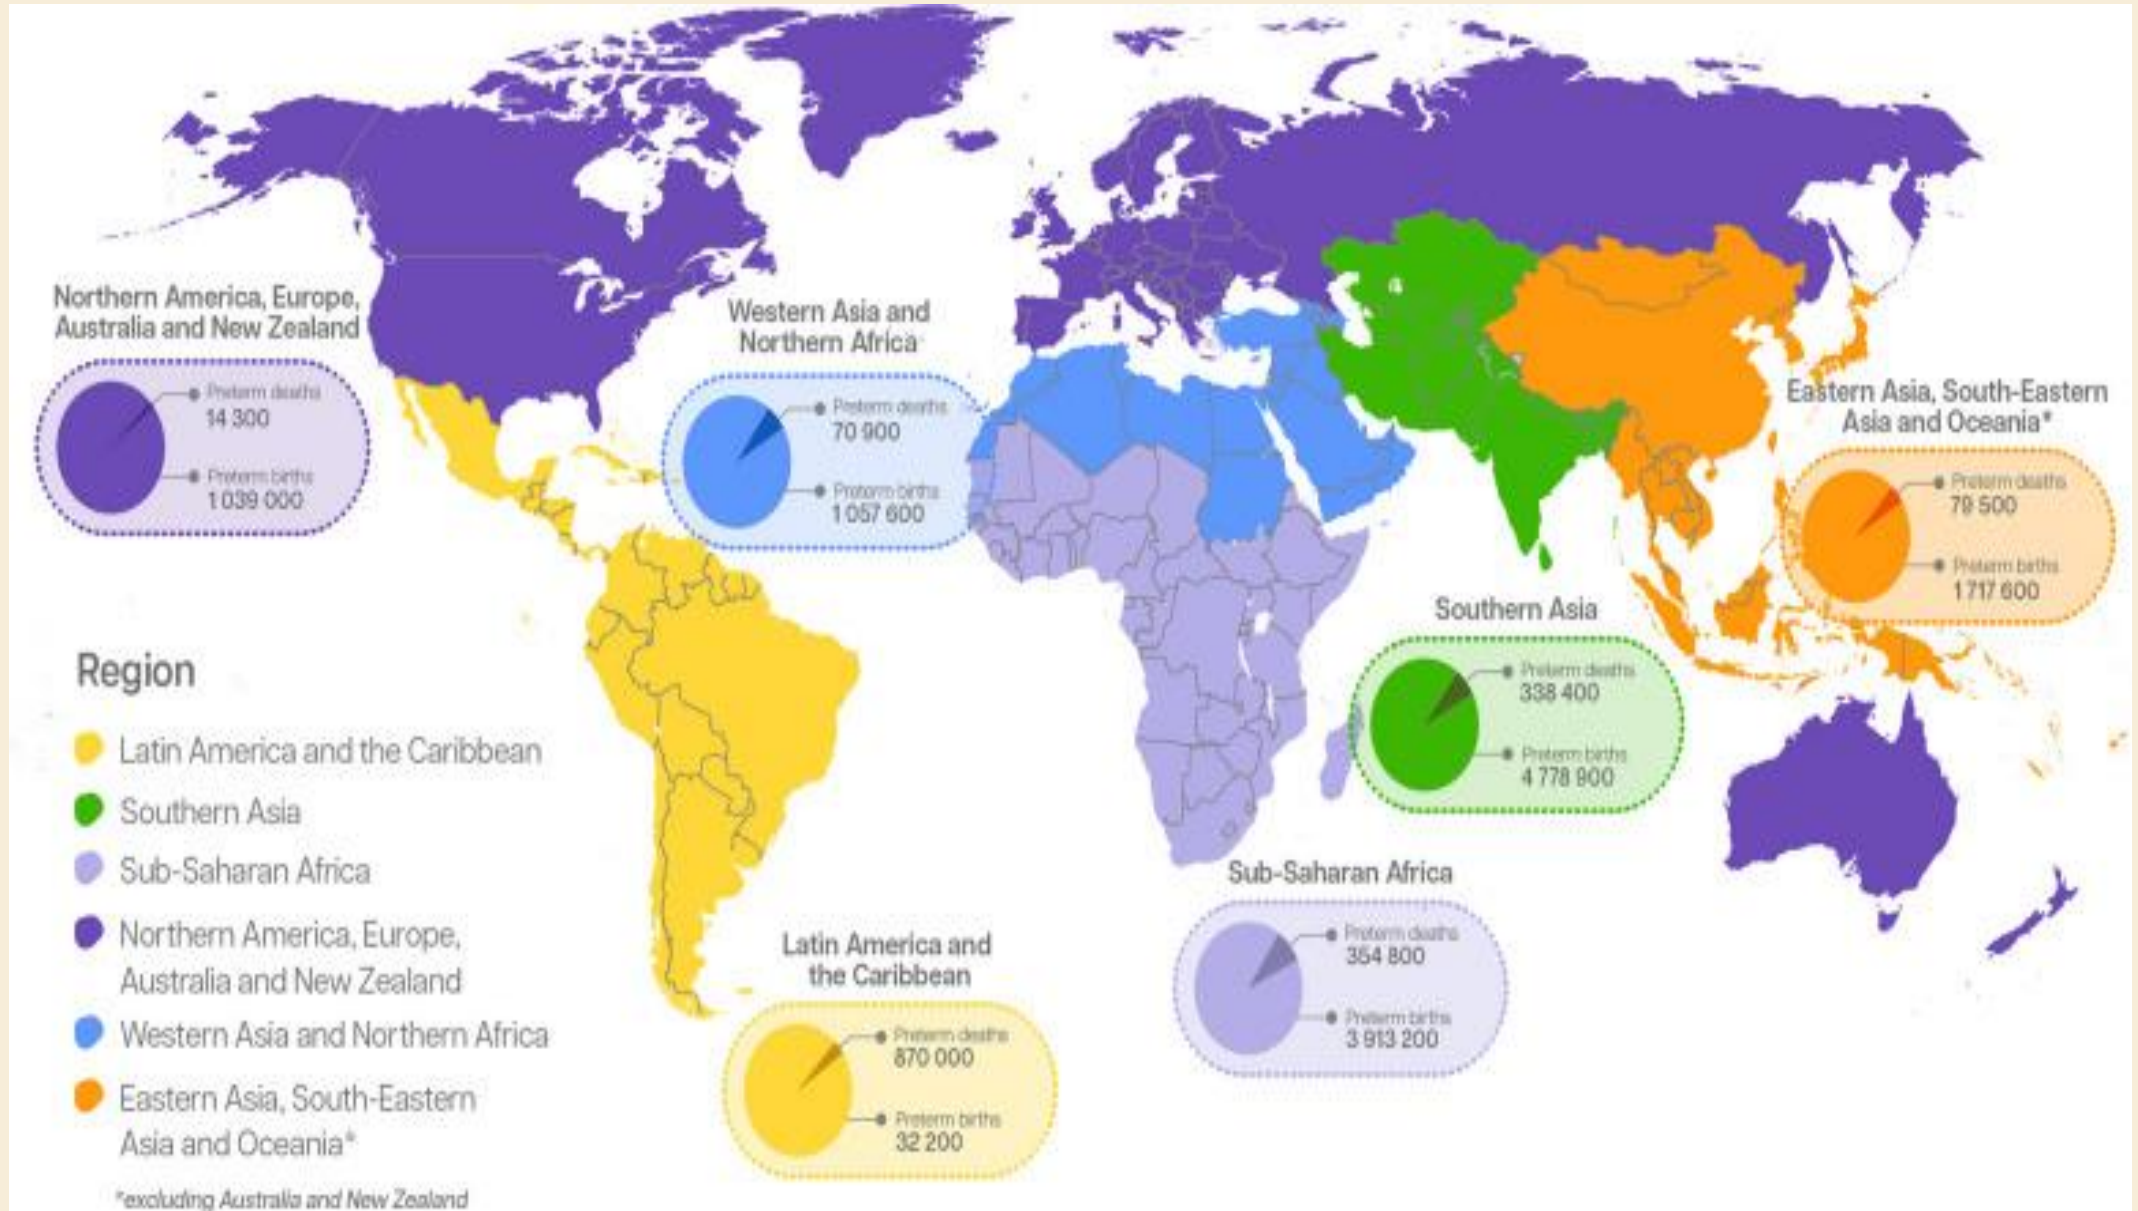 Northern America, Europe,
Australia and New Zealand
Preterm deaths
14 300
Preterm births
1 039 000
Western Asia and
Northern Africa
Preterm deaths
70 900
Preterm births
1 057 600
Eastern Asia, South-Eastern
Asia and Oceania*
Preterm deaths
79 500
Preterm births
1 717 600
Southern Asia
Preterm deaths
338 400
Preterm births
4 778 900
Sub-Saharan Africa
Preterm deaths
354 800
Preterm births
3 913 200
Latin America and
the Caribbean
Preterm deaths
870 000
Preterm births
32 200
Region
Latin America and the Caribbean
Southern Asia
Sub-Saharan Africa
Northern America, Europe,
Australia and New Zealand
Western Asia and Northern Africa
Eastern Asia, South-Eastern
Asia and Oceania*
*excluding Australia and New Zealand